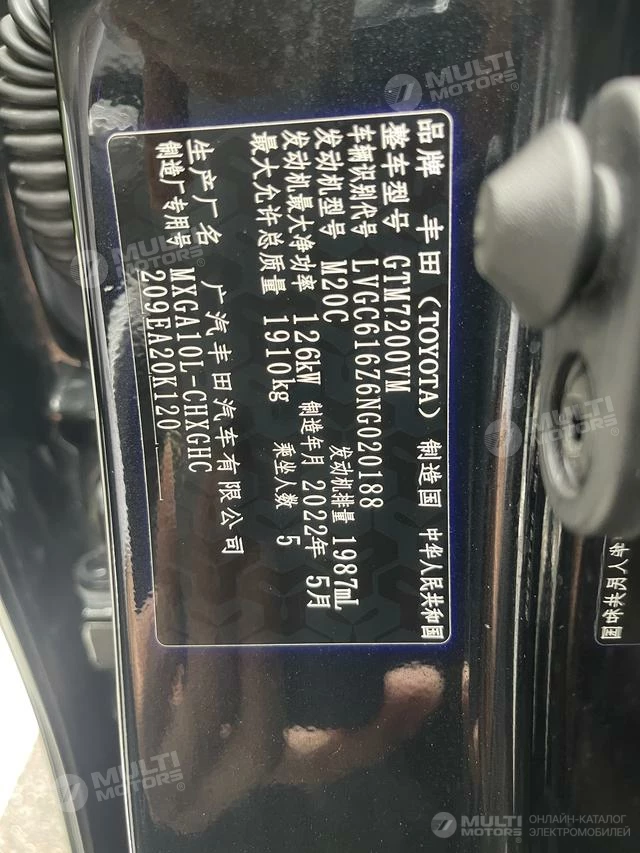 品牌 丰田(TOYOTA) 制造国 中华人民共和国
整车型号 GTM7200VM
车辆识别代号 LVGC616Z6NG020188
发动机型号 M20C 发动机排量 1987mL
发动机最大净功率 126kW 制造年月 2022年 5月
最大允许总质量 1910kg 乘坐人数 5
生产厂名 广汽丰田汽车有限公司
制造厂专用号 MXGA10L-CHXGHC
209EA20K120
MULTI
MOTORS
MULTI
MOTORS
MULTI
MOTORS
MULTI
MOTORS
MULTI
MOTORS
ОНЛАЙН-КАТАЛОГ
ЭЛЕКТРОМОБИЛЕЙ